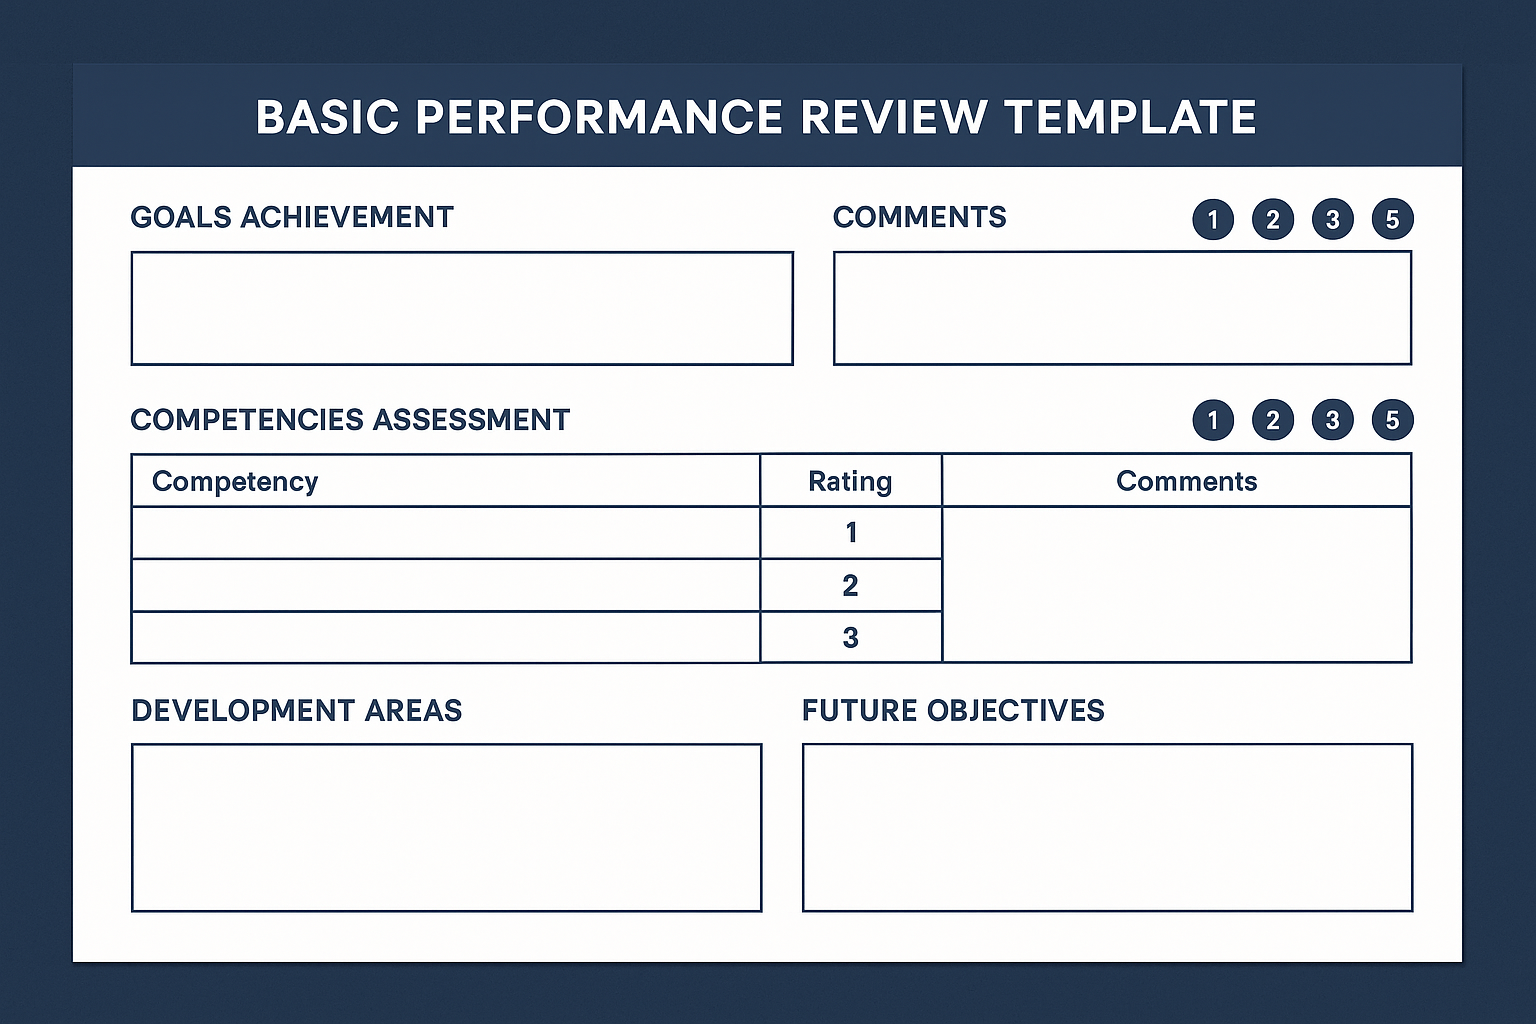 BASIC PERFORMANCE REVIEW TEMPLATE
GOALS ACHIEVEMENT
COMMENTS 1 2 3 5
COMPETENCIES ASSESSMENT 1 2 3 5
Competency Rating Comments
1
2
3
DEVELOPMENT AREAS
FUTURE OBJECTIVES